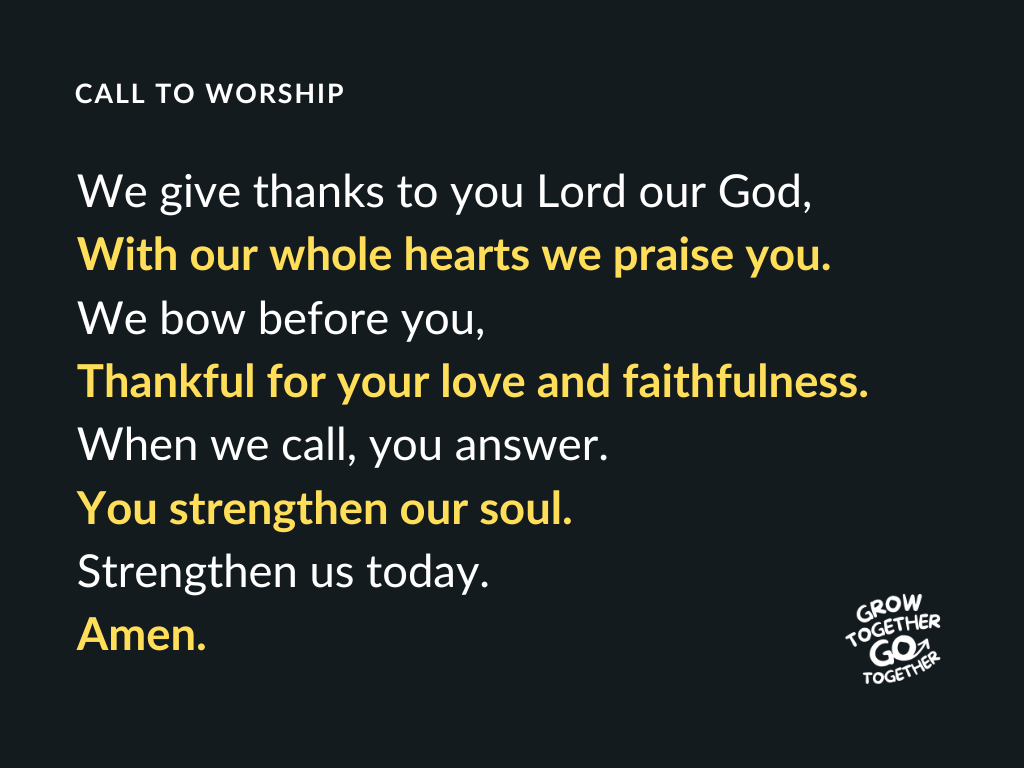 CALL TO WORSHIP
We give thanks to you Lord our God,
With our whole hearts we praise you.
We bow before you,
Thankful for your love and faithfulness.
When we call, you answer.
You strengthen our soul.
Strengthen us today.
Amen.
GROW
TOGETHER
GO
TOGETHER